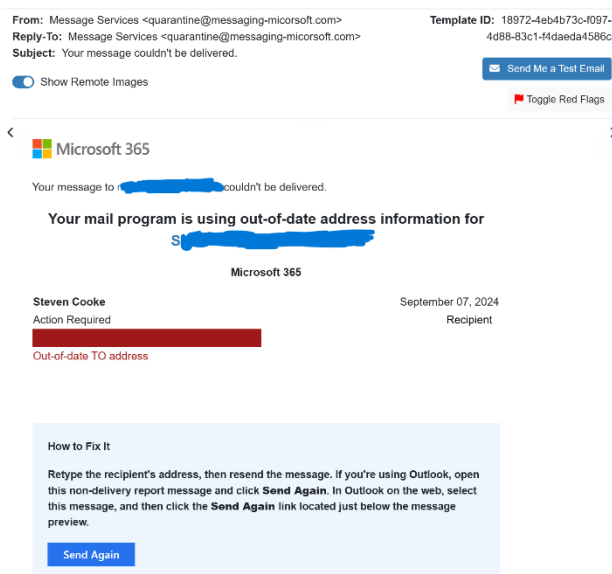 From: Message Services <quarantine@messaging-micorsoft.com>
Reply-To: Message Services <quarantine@messaging-micorsoft.com>
Subject: Your message couldn't be delivered.
Template ID: 18972-4eb4b73c-f097-
4d88-83c1-f4daeda4586c
Show Remote Images
Send Me a Test Email
Toggle Red Flags
Microsoft 365
Your message to couldn't be delivered.
Your mail program is using out-of-date address information for
S
Microsoft 365
Steven Cooke September 07, 2024
Action Required Recipient
Out-of-date TO address
How to Fix It
Retype the recipient's address, then resend the message. If you're using Outlook, open
this non-delivery report message and click Send Again. In Outlook on the web, select
this message, and then click the Send Again link located just below the message
preview.
Send Again